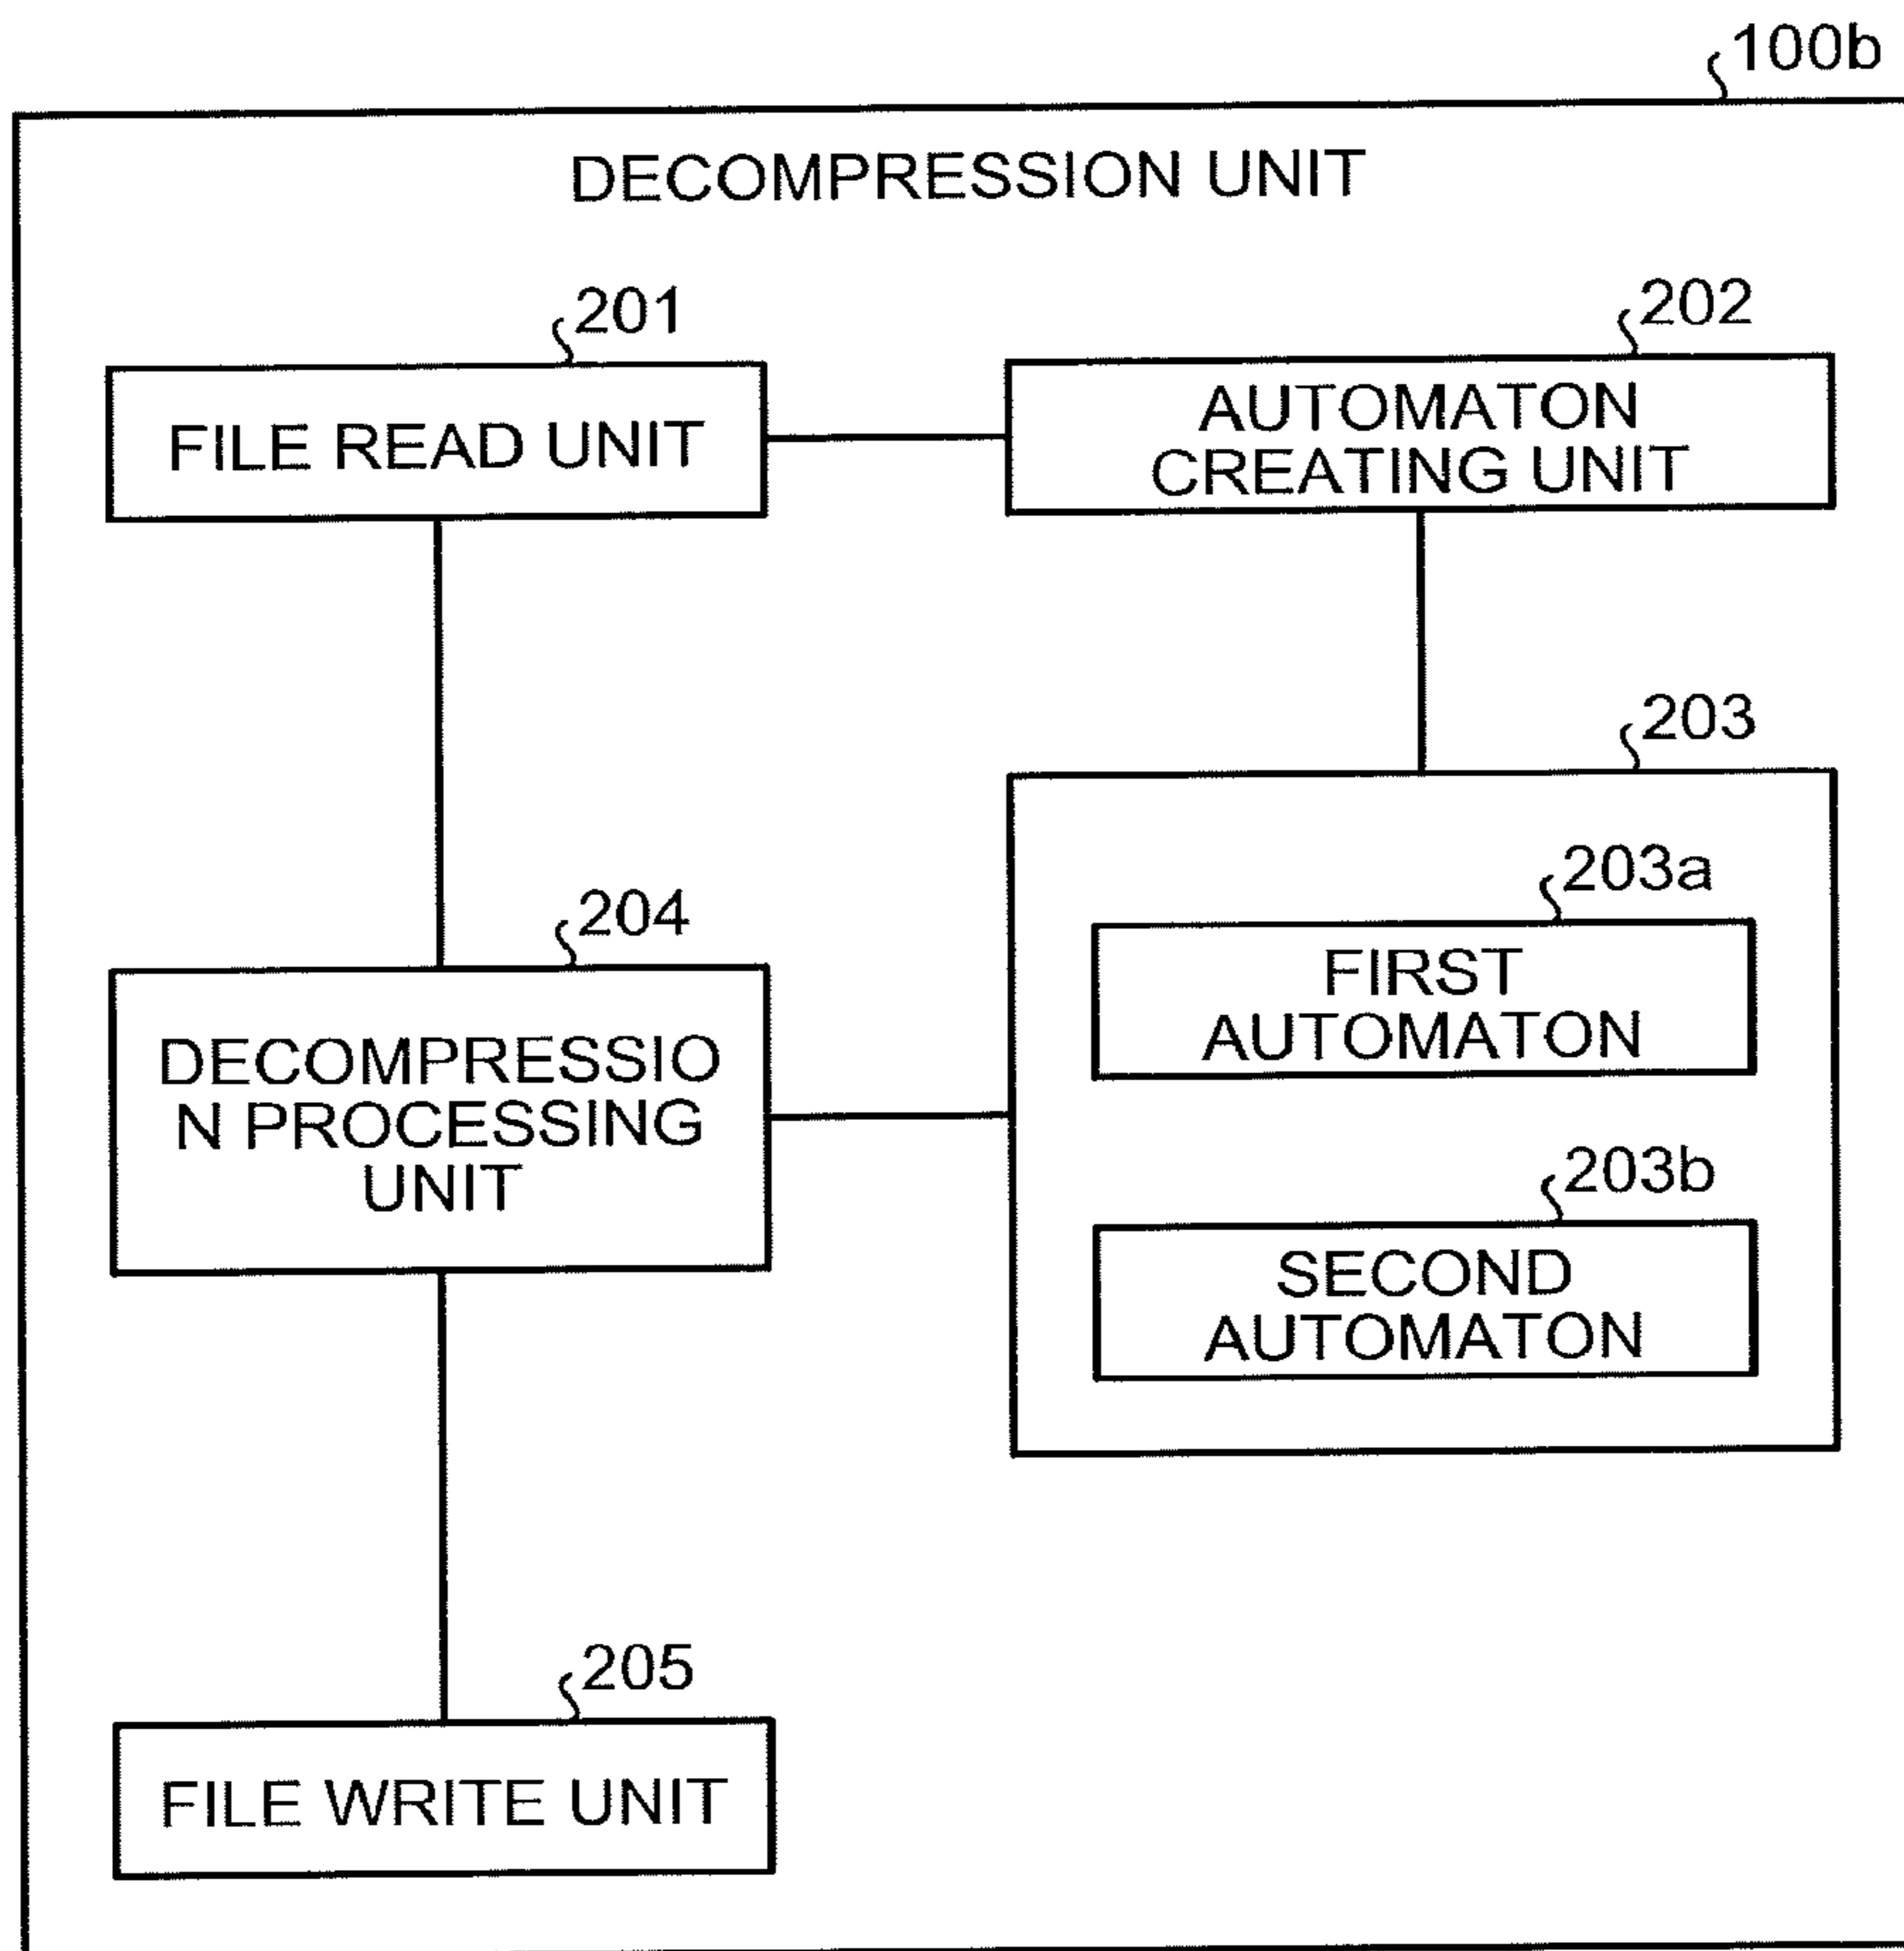 100b
DECOMPRESSION UNIT
201
FILE READ UNIT
202
AUTOMATON
CREATING UNIT
203
203a
FIRST
AUTOMATON
203b
SECOND
AUTOMATON
204
DECOMPRESSIO
N PROCESSING
UNIT
205
FILE WRITE UNIT